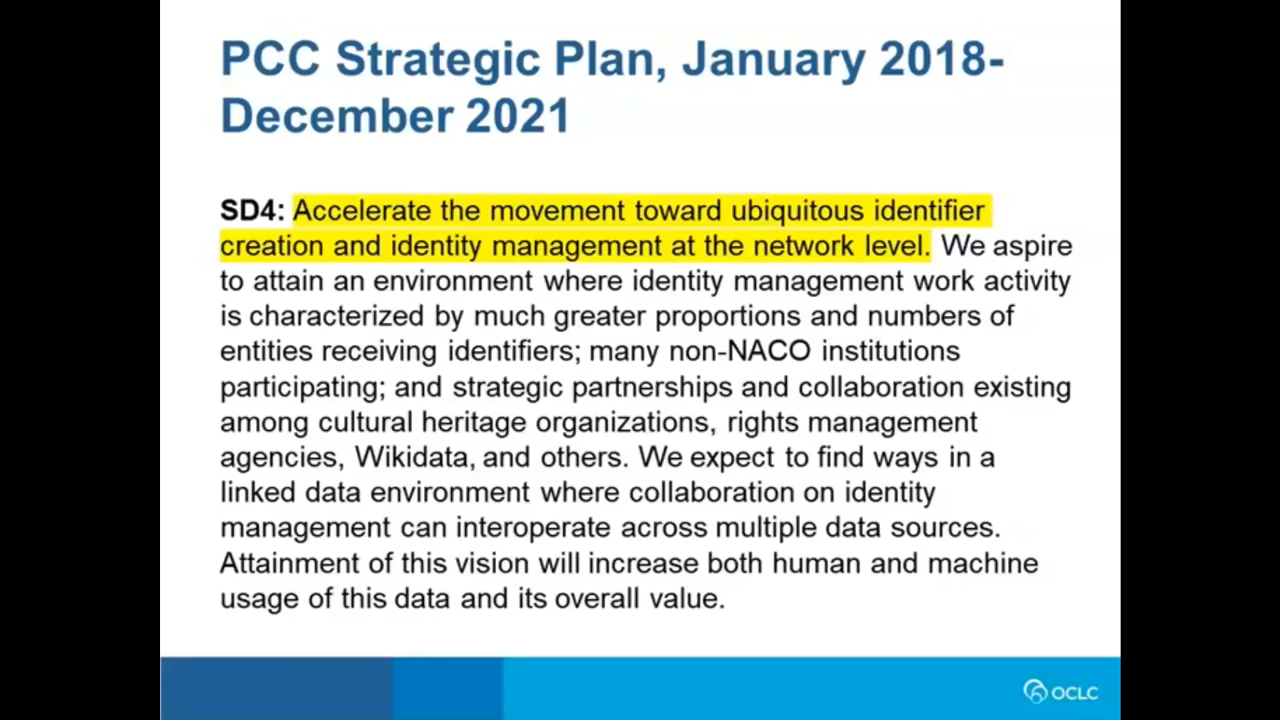 PCC Strategic Plan, January 2018-
December 2021
SD4: Accelerate the movement toward ubiquitous identifier
creation and identity management at the network level. We aspire
to attain an environment where identity management work activity
is characterized by much greater proportions and numbers of
entities receiving identifiers; many non-NACO institutions
participating; and strategic partnerships and collaboration existing
among cultural heritage organizations, rights management
agencies, Wikidata, and others. We expect to find ways in a
linked data environment where collaboration on identity
management can interoperate across multiple data sources.
Attainment of this vision will increase both human and machine
usage of this data and its overall value.
OCLC